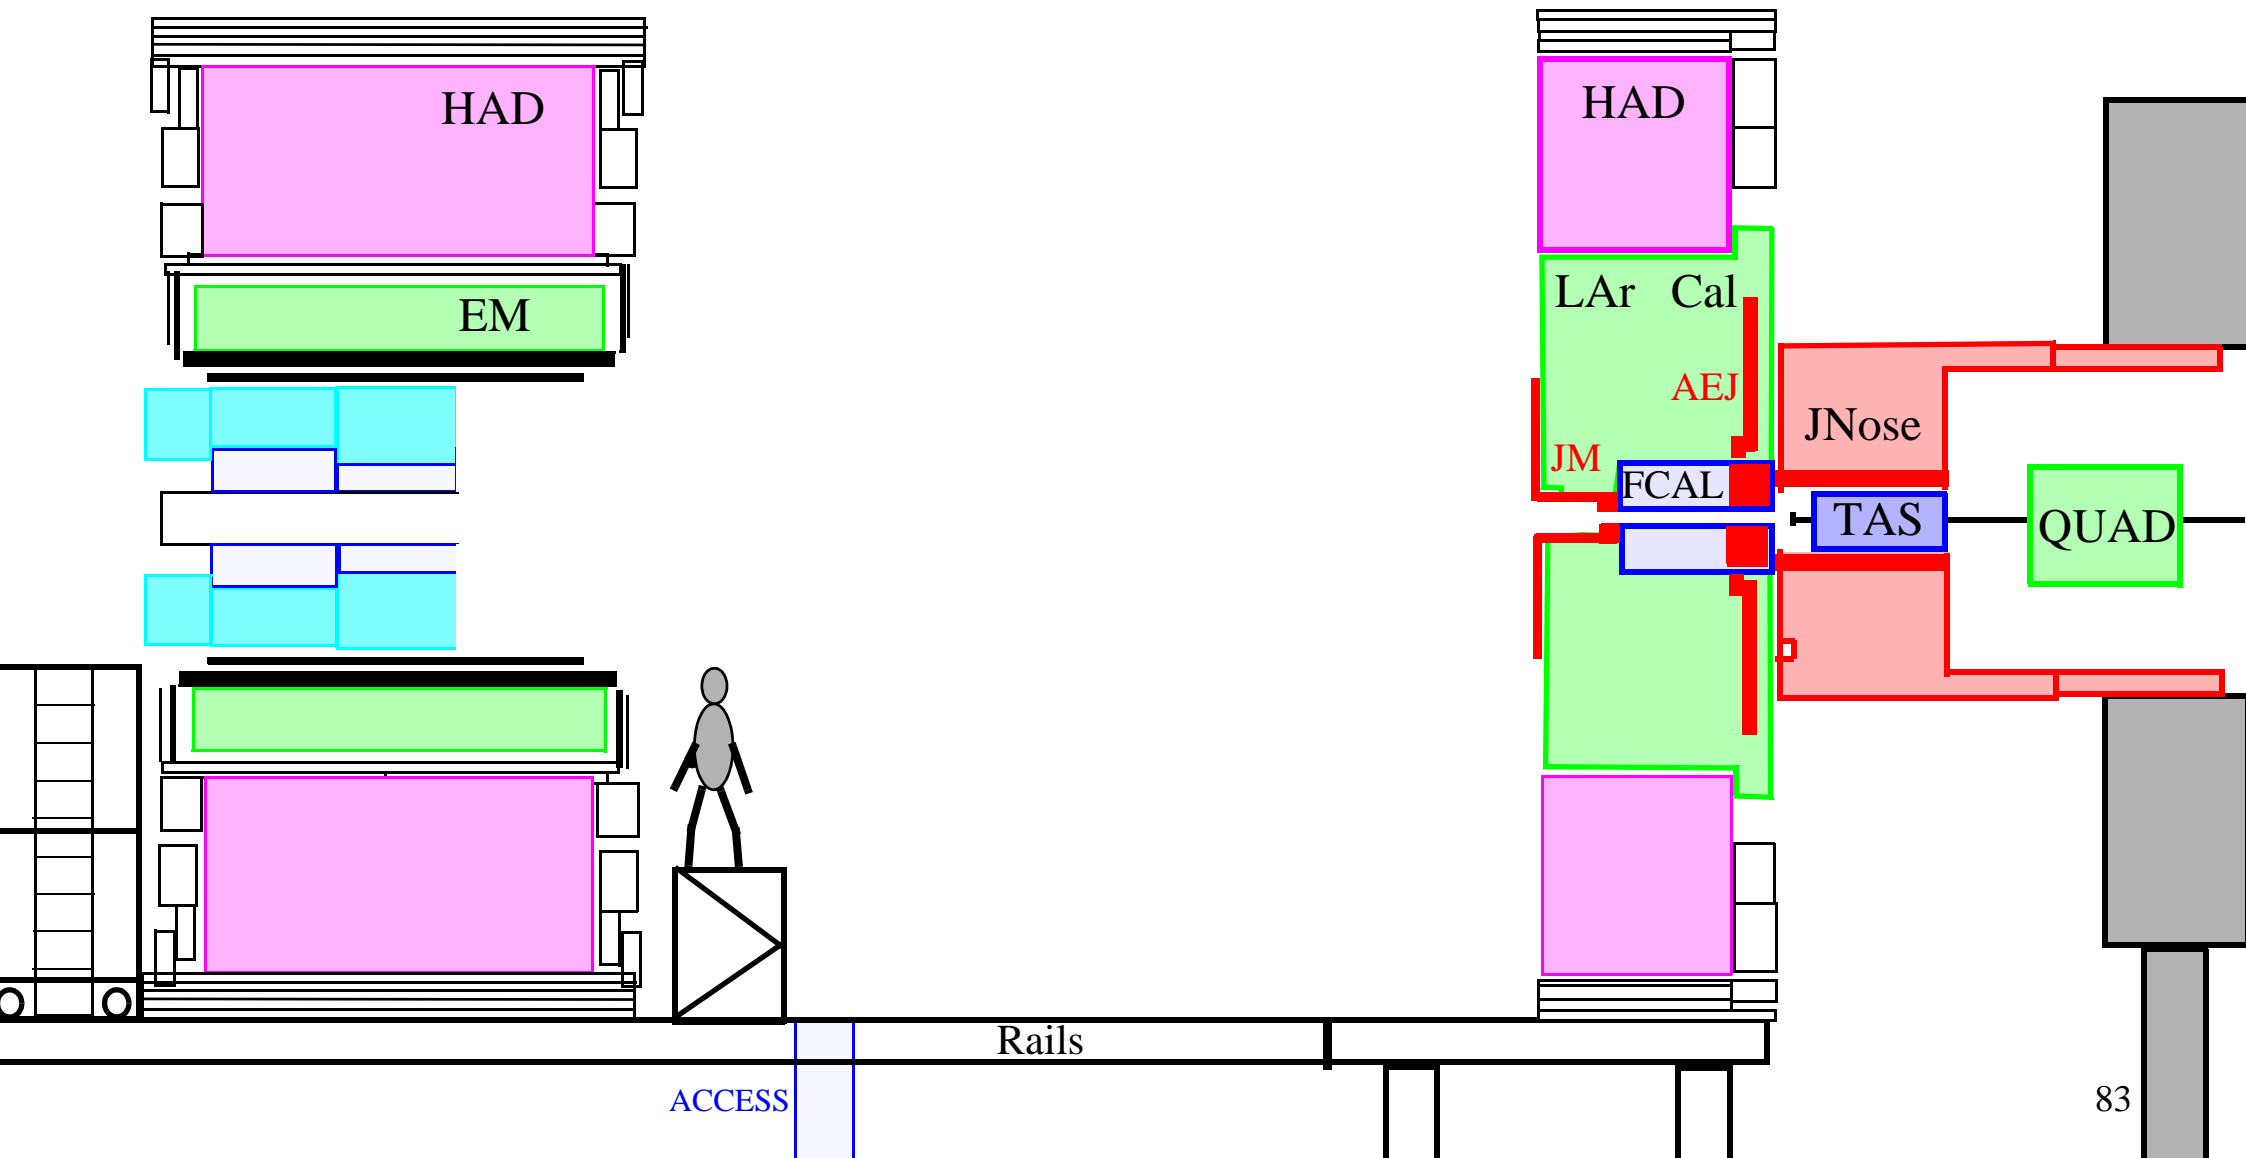 HAD
HAD
EM
LAr Cal
AEJ
JNose
JM
FCAL
TAS
QUAD
Rails
ACCESS
83